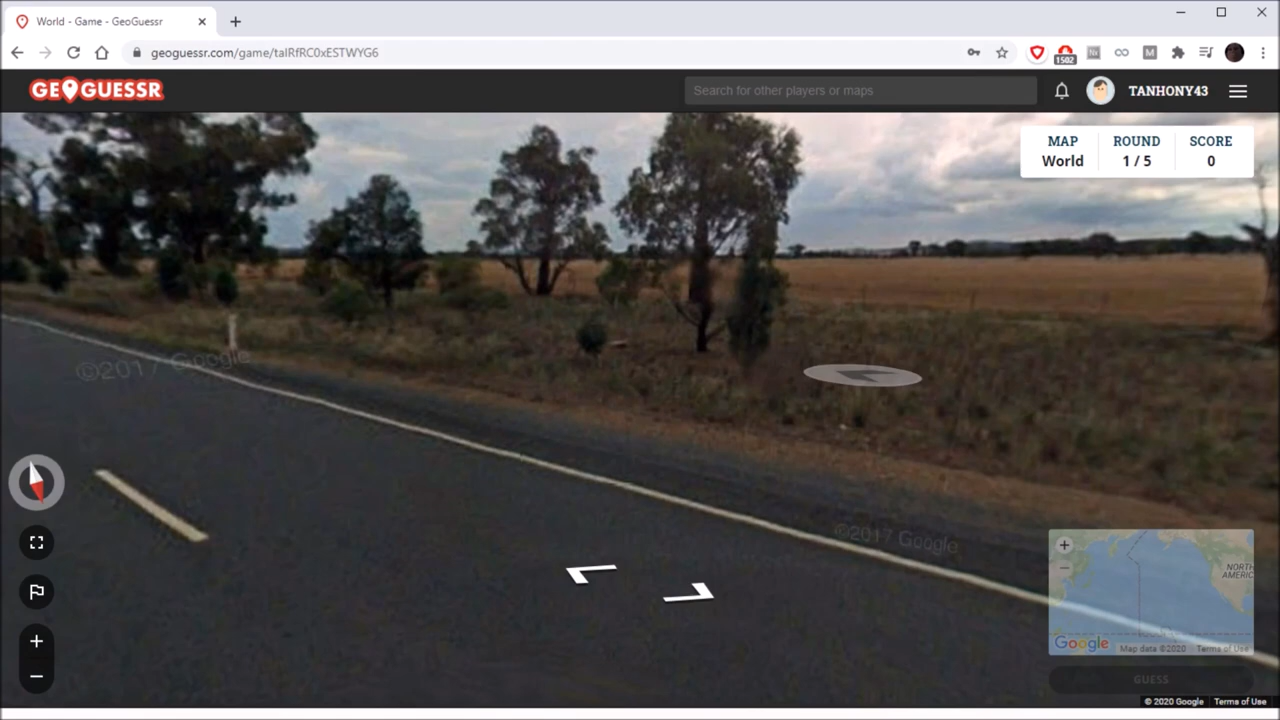 World - Game - GeoGuessr
geoguessr.com/game/taIRfRC0xESTWYG6
1502
GEOGUESSR
Search for other players or maps
TANHONY43
MAP ROUND SCORE
World 1 / 5 0
©2017 Google
©2017 Google
NORTH
AMERIC
Google Map data ©2020 Terms of Use
GUESS
© 2020 Google Terms of Use